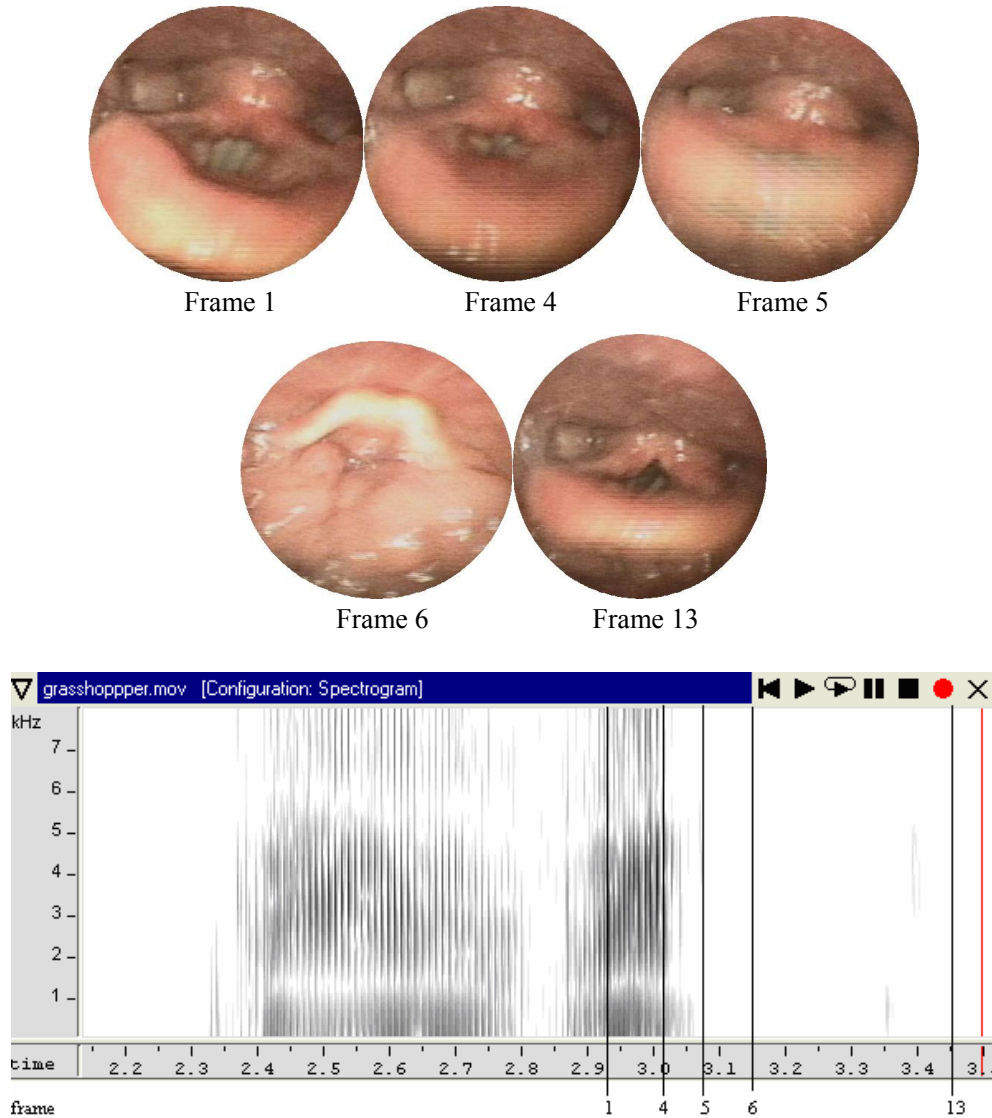 Frame 1 Frame 4 Frame 5
Frame 6 Frame 13
grasshoppper.mov [Configuration: Spectrogram]
kHz
7
6
5
4
3
2
1
time 2.2 2.3 2.4 2.5 2.6 2.7 2.8 2.9 3.0 3.1 3.2 3.3 3.4 3.
frame 1 4 5 6 13